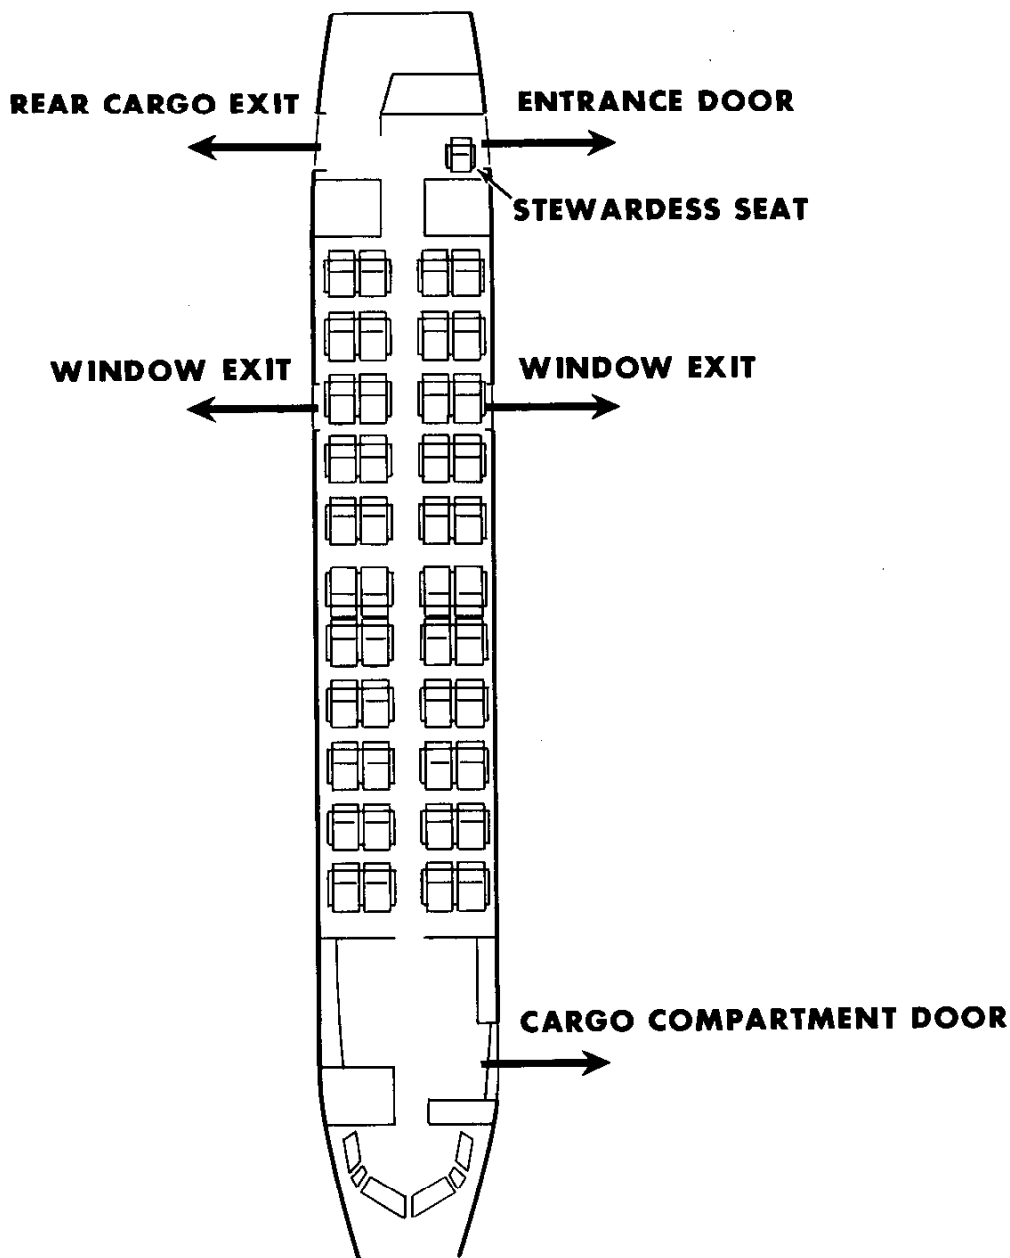 REAR CARGO EXIT
ENTRANCE DOOR
STEWARDESS SEAT
WINDOW EXIT
WINDOW EXIT
CARGO COMPARTMENT DOOR